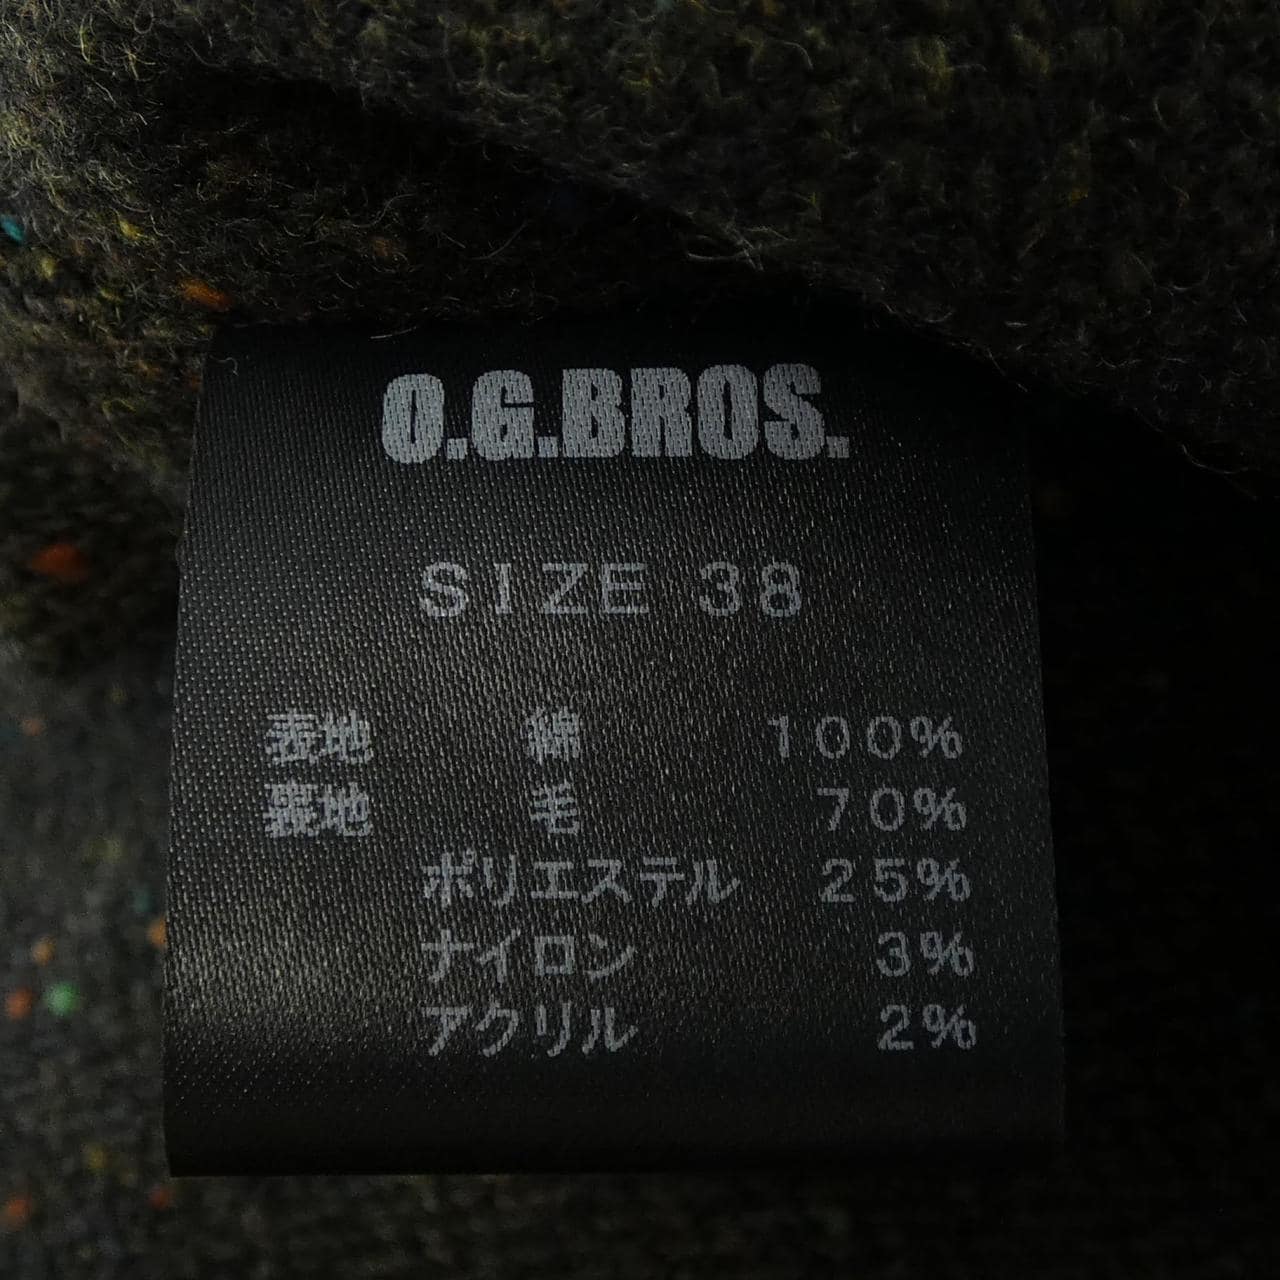 O.G.BROS.
SIZE 38
表地 綿 100%
裏地 毛 70%
ポリエステル 25%
ナイロン 3%
アクリル 2%